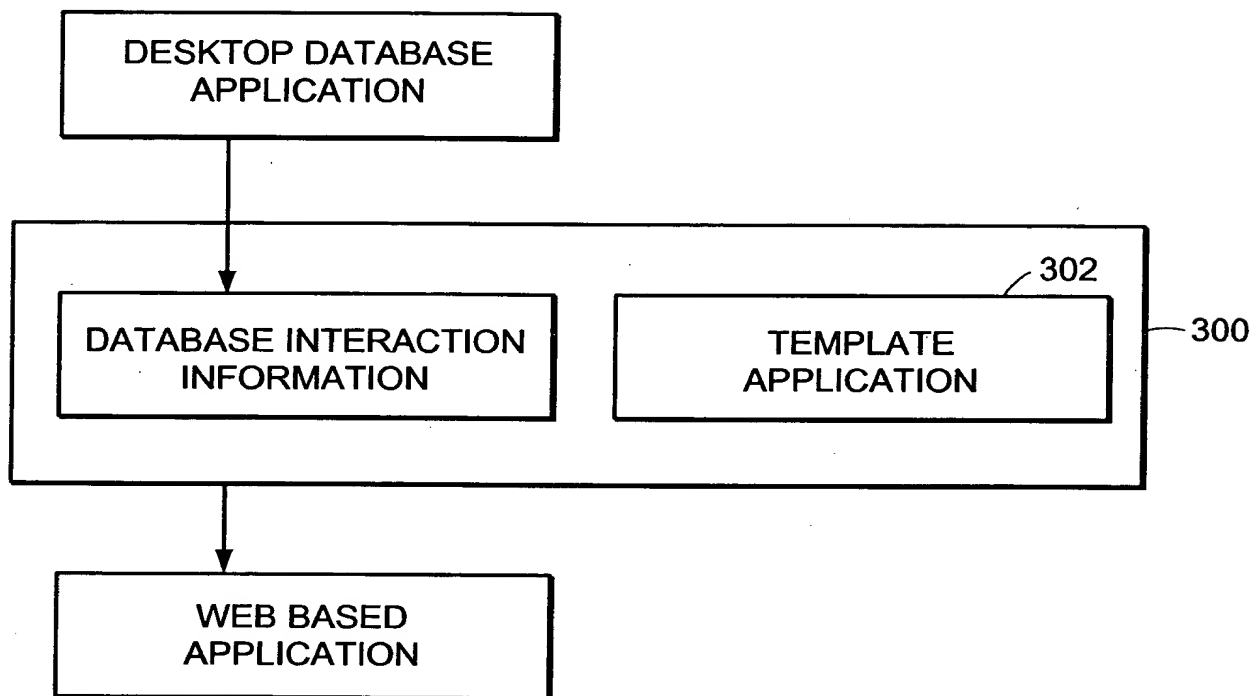 DESKTOP DATABASE
APPLICATION
302
DATABASE INTERACTION
INFORMATION
TEMPLATE
APPLICATION
300
WEB BASED
APPLICATION